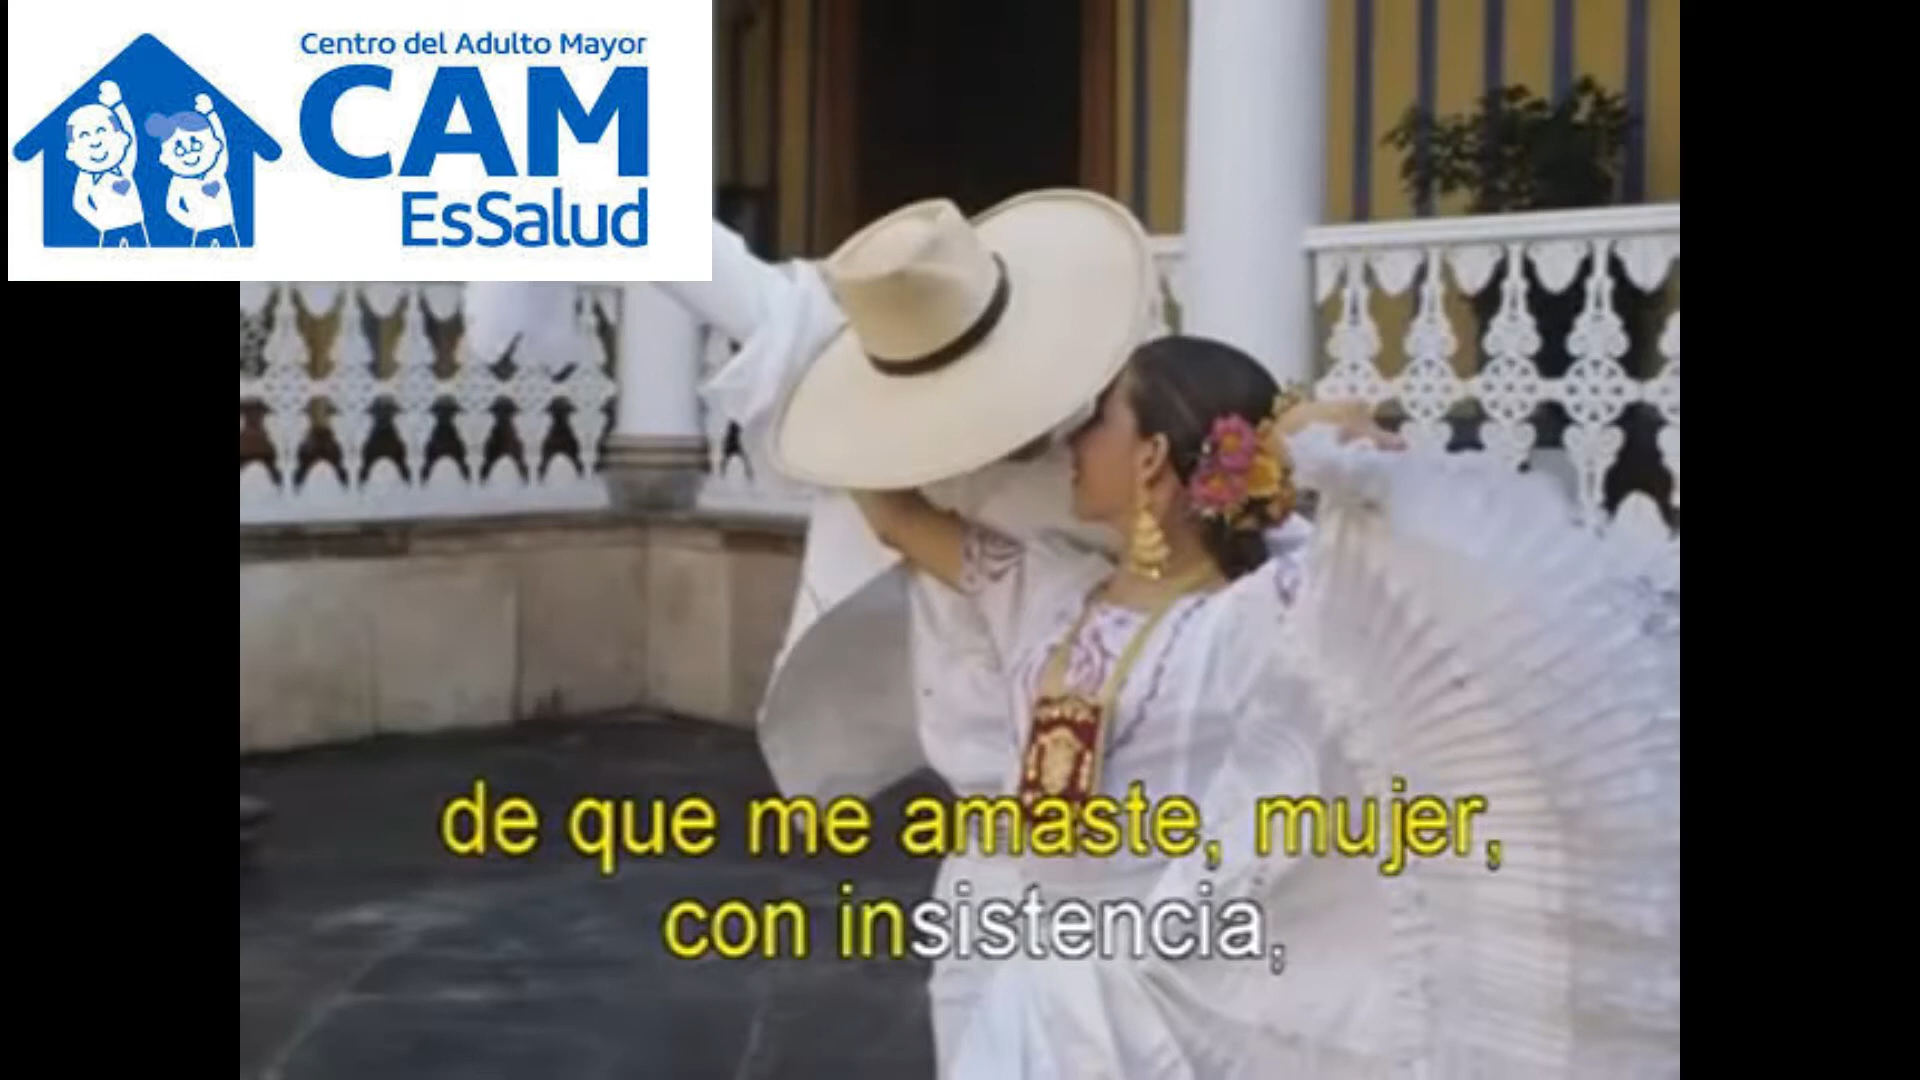 Centro del Adulto Mayor
CAM
EsSalud
de que me amaste, mujer,
con insistencia,